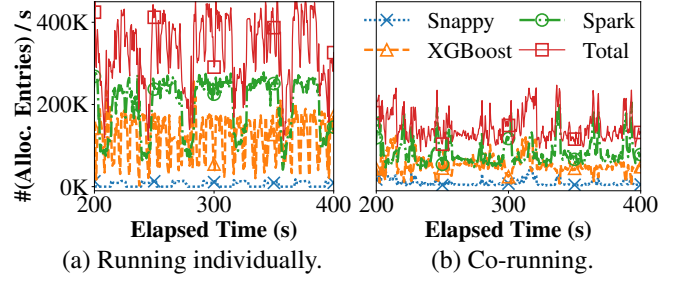 #(Alloc. Entries) / s
400K
200K
0K
200 300 400
Elapsed Time (s)
(a) Running individually.
Snappy
XGBoost
Spark
Total
200 300 400
Elapsed Time (s)
(b) Co-running.